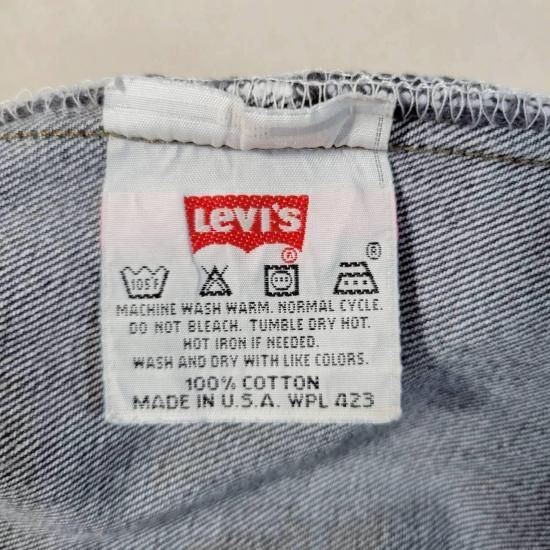 Levi's
®
®
105°F
MACHINE WASH WARM. NORMAL CYCLE.
DO NOT BLEACH. TUMBLE DRY HOT.
HOT IRON IF NEEDED.
WASH AND DRY WITH LIKE COLORS.
100% COTTON
MADE IN U.S.A. WPL 423